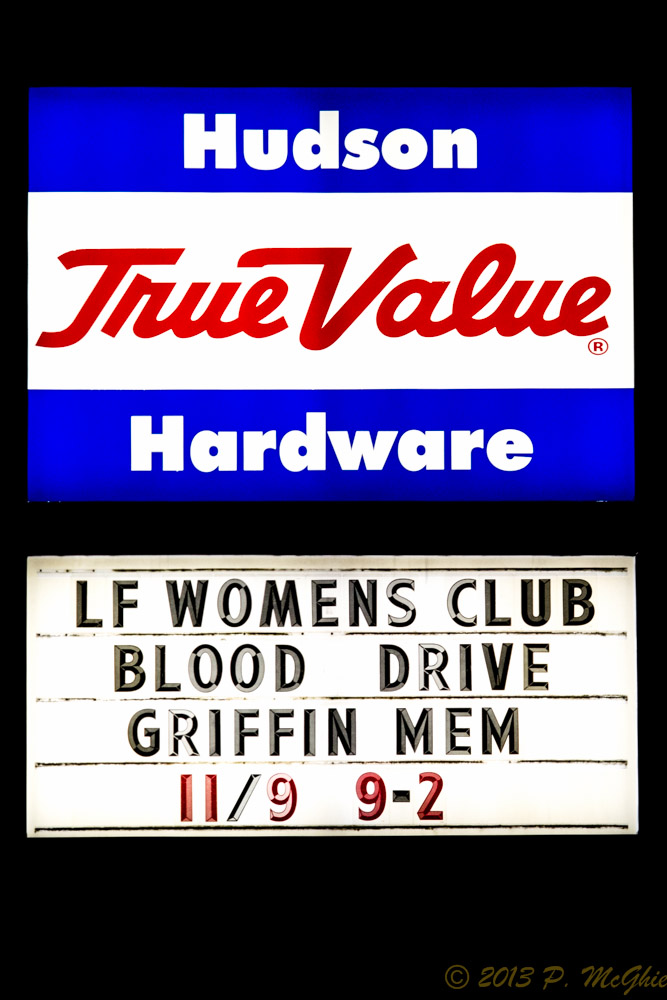 Hudson
True Value®
Hardware
LF WOMENS CLUB
BLOOD DRIVE
GRIFFIN MEM
11/9 9-2
© 2013 P. McGhie